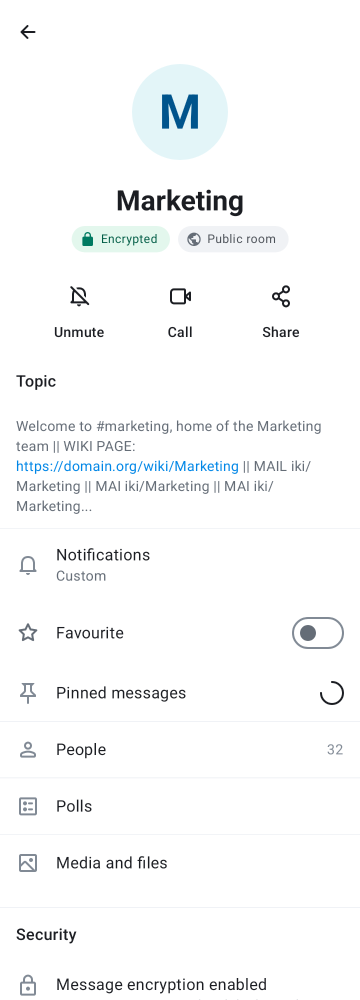 M
Marketing
Encrypted
Public room
Unmute
Call
Share
Topic
Welcome to #marketing, home of the Marketing
team || WIKI PAGE:
https://domain.org/wiki/Marketing || MAIL iki/
Marketing || MAI iki/Marketing || MAI iki/
Marketing...
Notifications
Custom
Favourite
Pinned messages
People
32
Polls
Media and files
Security
Message encryption enabled